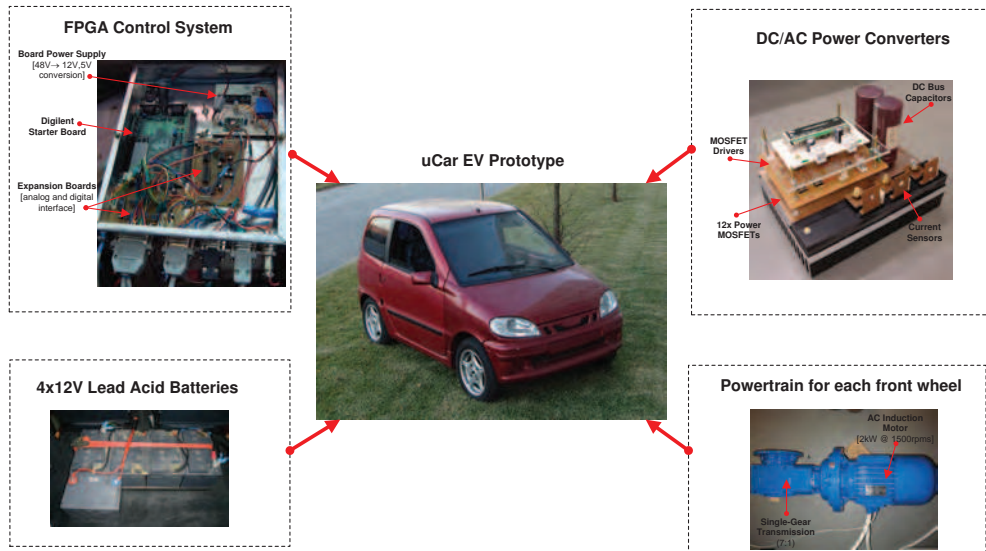 FPGA Control System
Board Power Supply
[48V→ 12V,5V
conversion]
Digilent
Starter Board
Expansion Boards
[analog and digital
interface]
DC/AC Power Converters
DC Bus
Capacitors
MOSFET
Drivers
12x Power
MOSFETs
Current
Sensors
uCar EV Prototype
4x12V Lead Acid Batteries
Powertrain for each front wheel
AC Induction
Motor
[2kW @ 1500rpms]
Single-Gear
Transmission
(7.1)